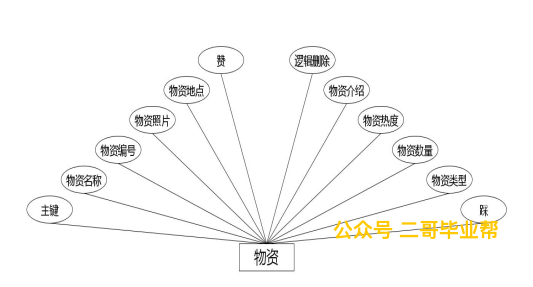 赞
逻辑删除
物资地点
物资介绍
物资照片
物资热度
物资编号
物资数量
物资名称
物资类型
主键
踩
公众号 二哥毕业帮
物资